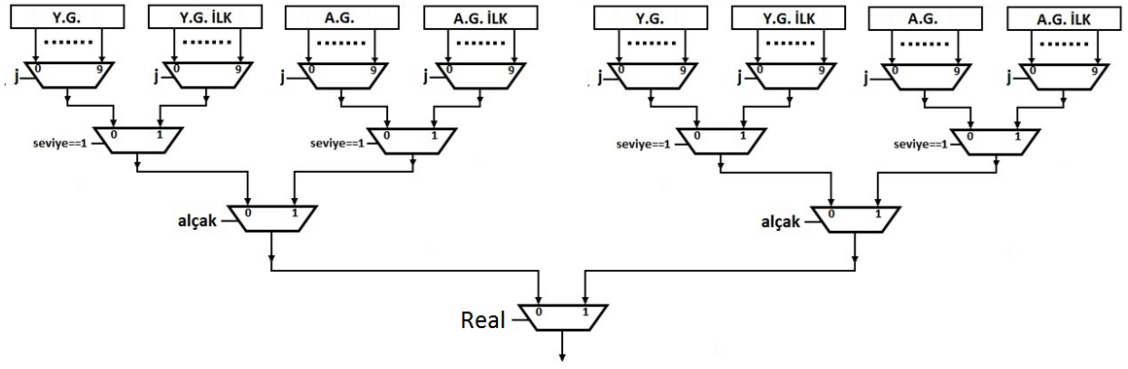 Y.G. Y.G. İLK A.G. A.G. İLK Y.G. Y.G. İLK A.G. A.G. İLK
j 0 9 j 0 9 j 0 9 j 0 9 j 0 9 j 0 9 j 0 9 j 0 9
seviye==1 0 1 seviye==1 0 1 seviye==1 0 1 seviye==1 0 1
alçak 0 1 alçak 0 1
Real 0 1